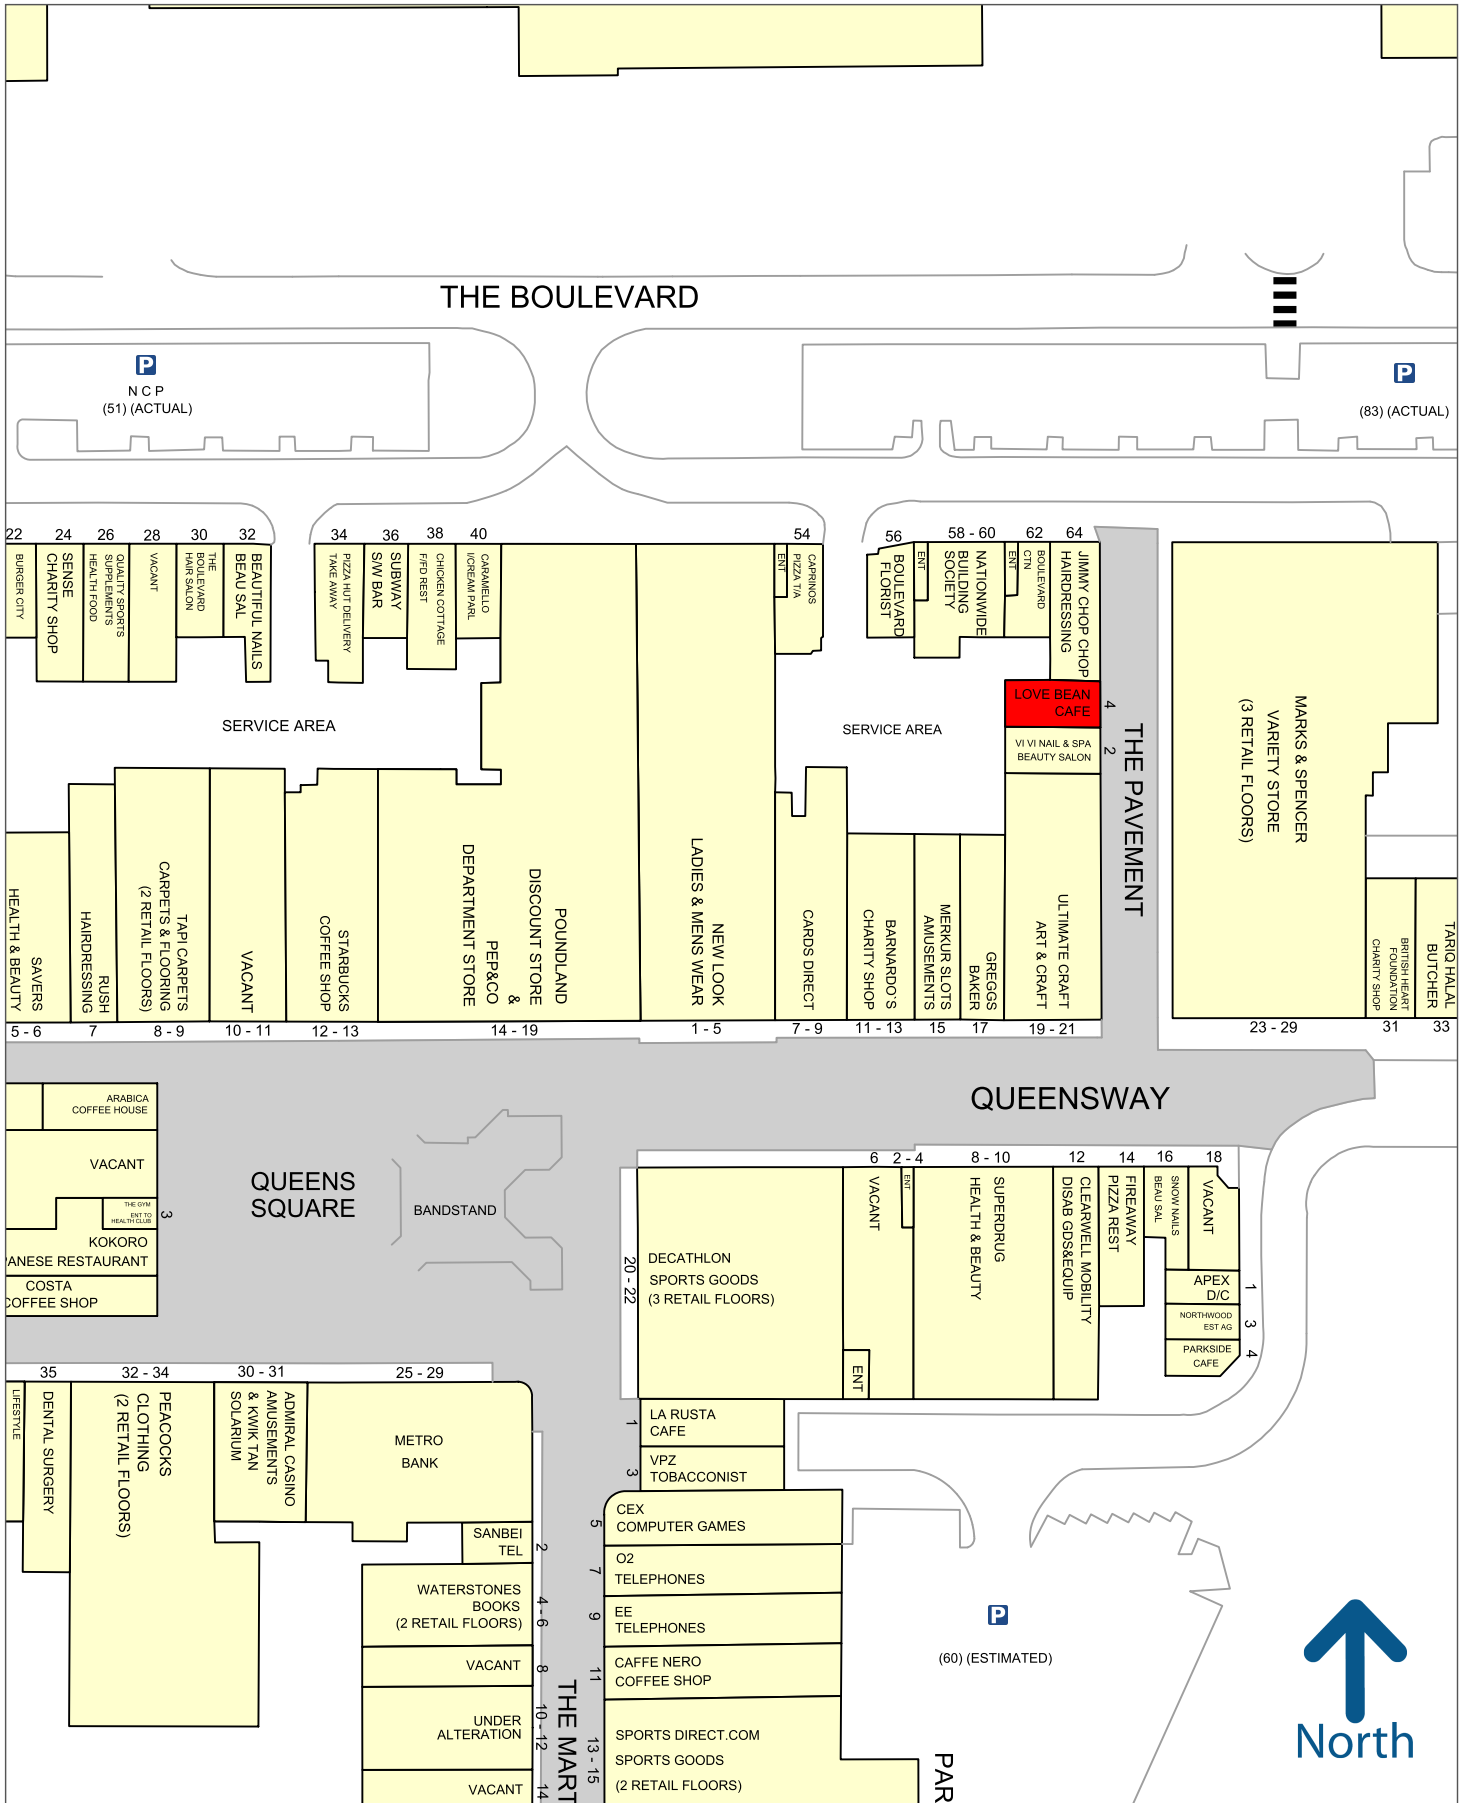 THE BOULEVARD
P
N C P
(51) (ACTUAL)
P
(83) (ACTUAL)
22
24
26
28
30
32
34
36
38
40
54
56
58 - 60
62
64
BURGER CITY
SENSE
CHARITY SHOP
QUALITY SPORTS
SUPPLEMENTS
HEALTH FOOD
VACANT
THE
BOULEVARD
HAIR SALON
BEAUTIFUL NAILS
BEAU SAL
PIZZA HUT DELIVERY
TAKE AWAY
SUBWAY
S/W BAR
CHICKEN COTTAGE
F/FD REST
CARAMELLO
I/CREAM PARL
ENT
CAPRINOS
PIZZA T/A
BOULEVARD
FLORIST
ENT
NATIONWIDE
BUILDING
SOCIETY
ENT
BOULEVARD
CTN
JIMMY CHOP CHOP
HAIRDRESSING
LOVE BEAN
CAFE
4
VI VI NAIL & SPA
BEAUTY SALON
2
SERVICE AREA
SERVICE AREA
THE PAVEMENT
MARKS & SPENCER
VARIETY STORE
(3 RETAIL FLOORS)
SAVERS
HEALTH & BEAUTY
RUSH
HAIRDRESSING
TAPI CARPETS
CARPETS & FLOORING
(2 RETAIL FLOORS)
VACANT
STARBUCKS
COFFEE SHOP
POUNDLAND
DISCOUNT STORE
&
PEP&CO
DEPARTMENT STORE
NEW LOOK
LADIES & MENS WEAR
CARDS DIRECT
BARNARDO`S
CHARITY SHOP
MERKUR SLOTS
AMUSEMENTS
GREGGS
BAKER
ULTIMATE CRAFT
ART & CRAFT
BRITISH HEART
FOUNDATION
CHARITY SHOP
TARIQ HALAL
BUTCHER
5 - 6
7
8 - 9
10 - 11
12 - 13
14 - 19
1 - 5
7 - 9
11 - 13
15
17
19 - 21
23 - 29
31
33
QUEENSWAY
ARABICA
COFFEE HOUSE
VACANT
THE GYM
ENT TO
HEALTH CLUB
3
KOKORO
PANESE RESTAURANT
COSTA
COFFEE SHOP
QUEENS
SQUARE
BANDSTAND
6
2 - 4
8 - 10
12
14
16
18
20 - 22
DECATHLON
SPORTS GOODS
(3 RETAIL FLOORS)
VACANT
ENT
ENT
SUPERDRUG
HEALTH & BEAUTY
CLEARWELL MOBILITY
DISAB GDS&EQUIP
FIREAWAY
PIZZA REST
SNOW NAILS
BEAU SAL
VACANT
APEX
D/C
1
NORTHWOOD
EST AG
3
PARKSIDE
CAFE
4
35
32 - 34
30 - 31
25 - 29
LIFESTYLE
DENTAL SURGERY
PEACOCKS
CLOTHING
(2 RETAIL FLOORS)
ADMIRAL CASINO
AMUSEMENTS
& KWIK TAN
SOLARIUM
METRO
BANK
SANBEI
TEL
2
WATERSTONES
BOOKS
(2 RETAIL FLOORS)
4 - 6
VACANT
8
UNDER
ALTERATION
10 - 12
VACANT
14
THE MART
1
LA RUSTA
CAFE
3
VPZ
TOBACCONIST
5
CEX
COMPUTER GAMES
7
O2
TELEPHONES
9
EE
TELEPHONES
11
CAFFE NERO
COFFEE SHOP
13 - 15
SPORTS DIRECT.COM
SPORTS GOODS
(2 RETAIL FLOORS)
P
(60) (ESTIMATED)
PAR
North